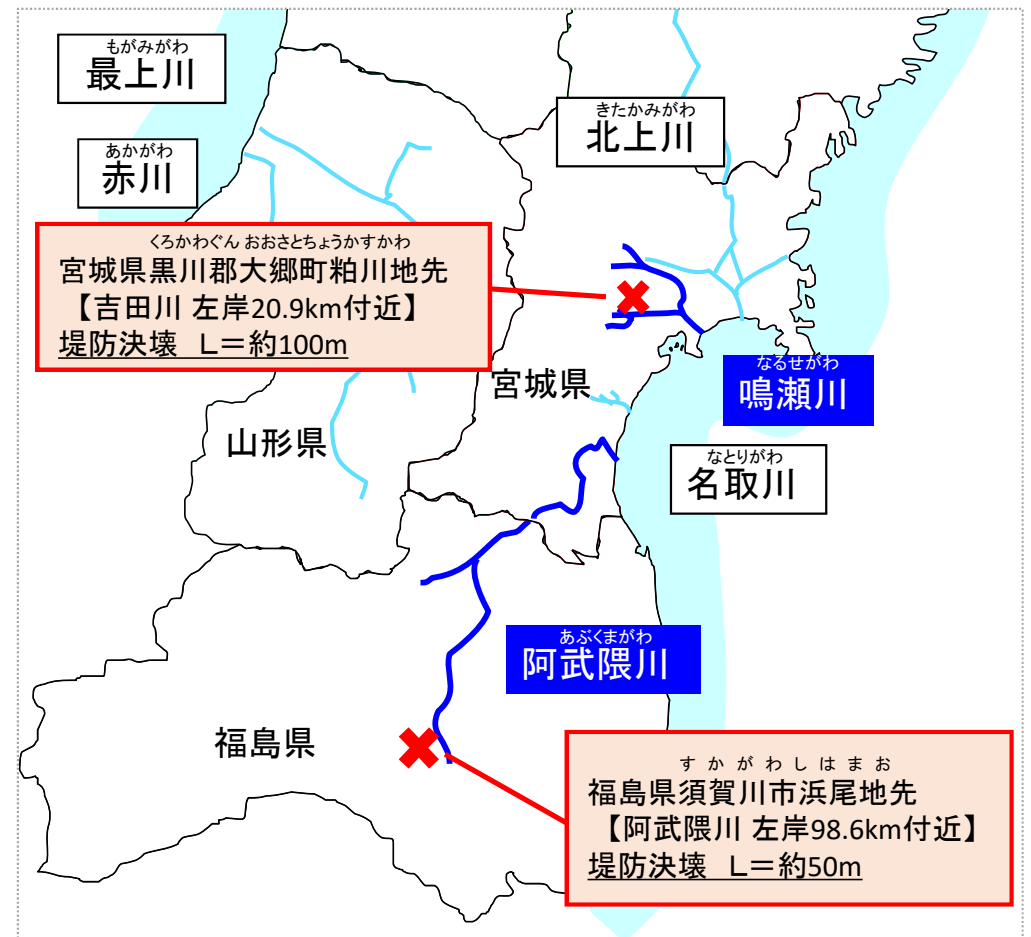 もがみがわ
最上川
きたかみがわ
北上川
あかがわ
赤川
くろかわぐん おおさとちょうかすかわ
宮城県黒川郡大郷町粕川地先
【吉田川 左岸20.9km付近】
堤防決壊 L=約100m
なるせがわ
鳴瀬川
宮城県
山形県
なとりがわ
名取川
あぶくまがわ
阿武隈川
福島県
すかがわしはまお
福島県須賀川市浜尾地先
【阿武隈川 左岸98.6km付近】
堤防決壊 L=約50m